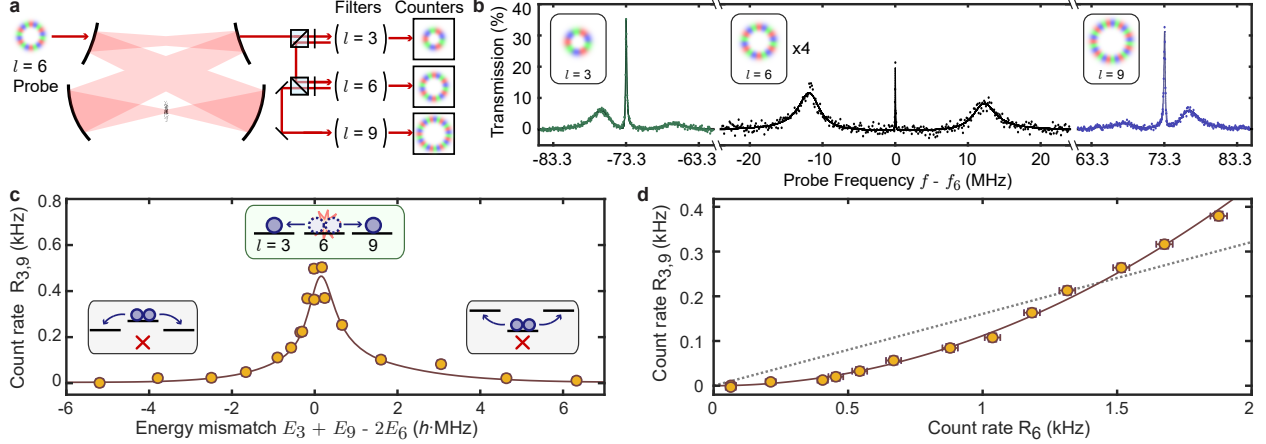 a
l = 6
Probe
Filters
Counters
l = 3
l = 6
l = 9
b
Transmission (%)
40
30
20
10
0
l = 3
l = 6
x4
l = 9
-83.3
-73.3
-63.3
-20
-10
0
10
20
63.3
73.3
83.3
Probe Frequency f - f6 (MHz)
c
Count rate R3,9 (kHz)
0.8
0.6
0.4
0.2
0
l = 3
6
9
-6
-4
-2
0
2
4
6
Energy mismatch E3 + E9 - 2E6 (h·MHz)
d
Count rate R3,9 (kHz)
0.4
0.3
0.2
0.1
0
0
0.5
1
1.5
2
Count rate R6 (kHz)